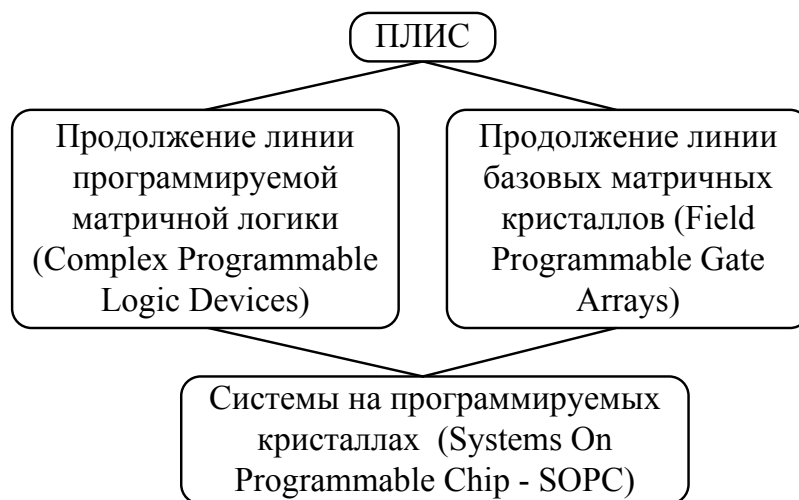 ПЛИС
Продолжение линии
программируемой
матричной логики
(Complex Programmable
Logic Devices)
Продолжение линии
базовых матричных
кристаллов (Field
Programmable Gate
Arrays)
Системы на программируемых
кристаллах (Systems On
Programmable Chip - SOPC)